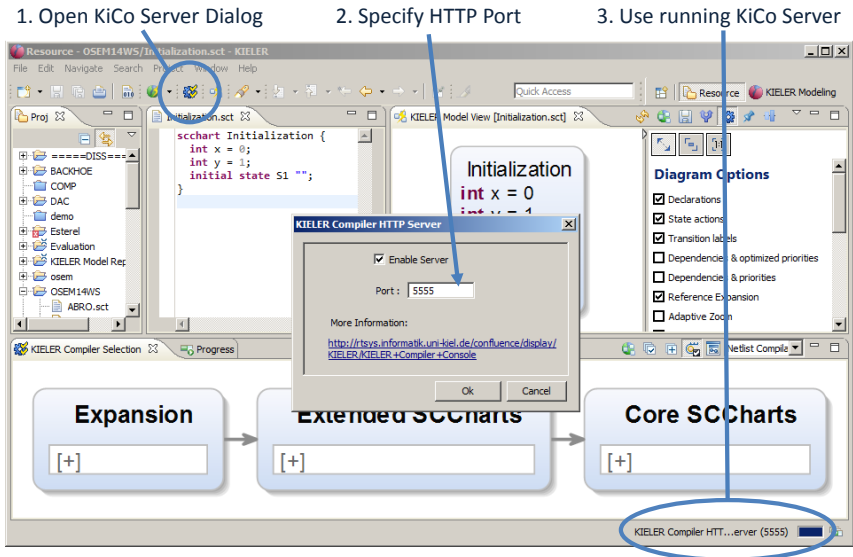 1. Open KiCo Server Dialog 2. Specify HTTP Port 3. Use running KiCo Server
Resource - OSEM14WS/Initialization.sct - KIELER
File Edit Navigate Search Project Window Help
Quick Access Resource KIELER Modeling
Proj Initialization.sct KIELER Model View [Initialization.sct]
=====DISS===
BACKHOE
COMP
DAC
demo
Esterel
Evaluation
KIELER Model Rep
osem
OSEM14WS
ABRO.sct
scchart Initialization {
int x = 0;
int y = 1;
initial state S1 "";
}
Initialization
int x = 0
int y = 1
Diagram Options
Declarations
State actions
Transition labels
Dependencies & optimized priorities
Dependencies & priorities
Reference Expansion
Adaptive Zoom
KIELER Compiler HTTP Server
Enable Server
Port : 5555
More Information:
http://rtsys.informatik.uni-kiel.de/confluence/display/
KIELER/KIELER+Compiler+Console
Ok Cancel
KIELER Compiler Selection Progress Netlist Compila
Expansion Extended SCCharts Core SCCharts
[+] [+] [+]
KIELER Compiler HTT...erver (5555)